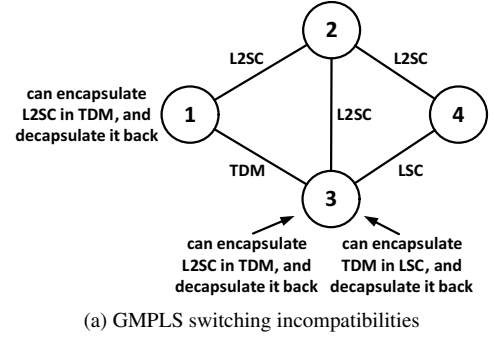 2
L2SC
L2SC
can encapsulate
L2SC in TDM, and
decapsulate it back
1
4
L2SC
TDM
LSC
3
can encapsulate
L2SC in TDM, and
decapsulate it back
can encapsulate
TDM in LSC, and
decapsulate it back
(a) GMPLS switching incompatibilities